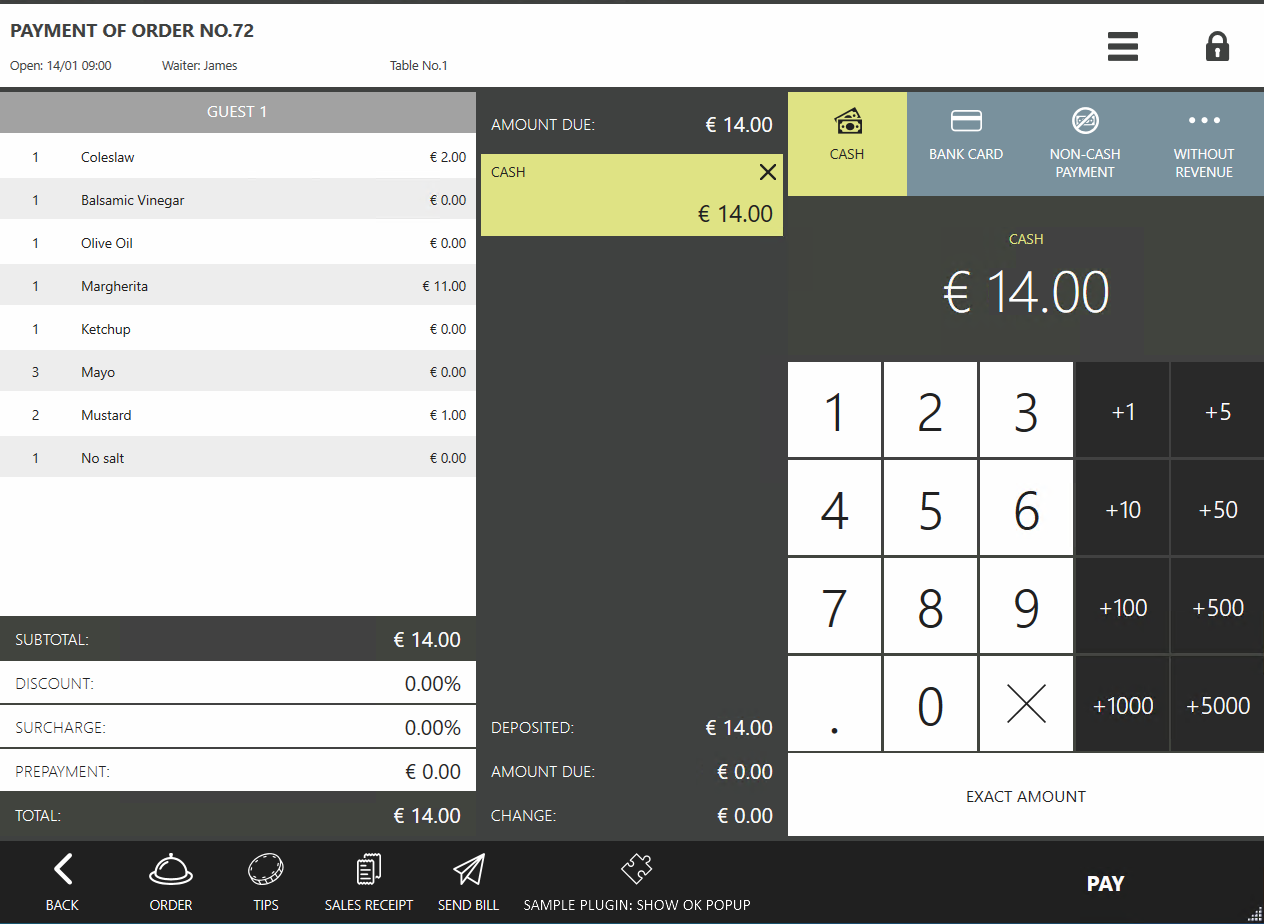 PAYMENT OF ORDER NO.72
Open: 14/01 09:00 Waiter: James Table No.1
GUEST 1
1 Coleslaw € 2.00
1 Balsamic Vinegar € 0.00
1 Olive Oil € 0.00
1 Margherita € 11.00
1 Ketchup € 0.00
3 Mayo € 0.00
2 Mustard € 1.00
1 No salt € 0.00
SUBTOTAL: € 14.00
DISCOUNT: 0.00%
SURCHARGE: 0.00%
PREPAYMENT: € 0.00
TOTAL: € 14.00
AMOUNT DUE: € 14.00
CASH
€ 14.00
DEPOSITED: € 14.00
AMOUNT DUE: € 0.00
CHANGE: € 0.00
CASH
BANK CARD
NON-CASH
PAYMENT
WITHOUT
REVENUE
CASH
€ 14.00
1 2 3 +1 +5
4 5 6 +10 +50
7 8 9 +100 +500
. 0 +1000 +5000
EXACT AMOUNT
BACK ORDER TIPS SALES RECEIPT SEND BILL SAMPLE PLUGIN: SHOW OK POPUP
PAY